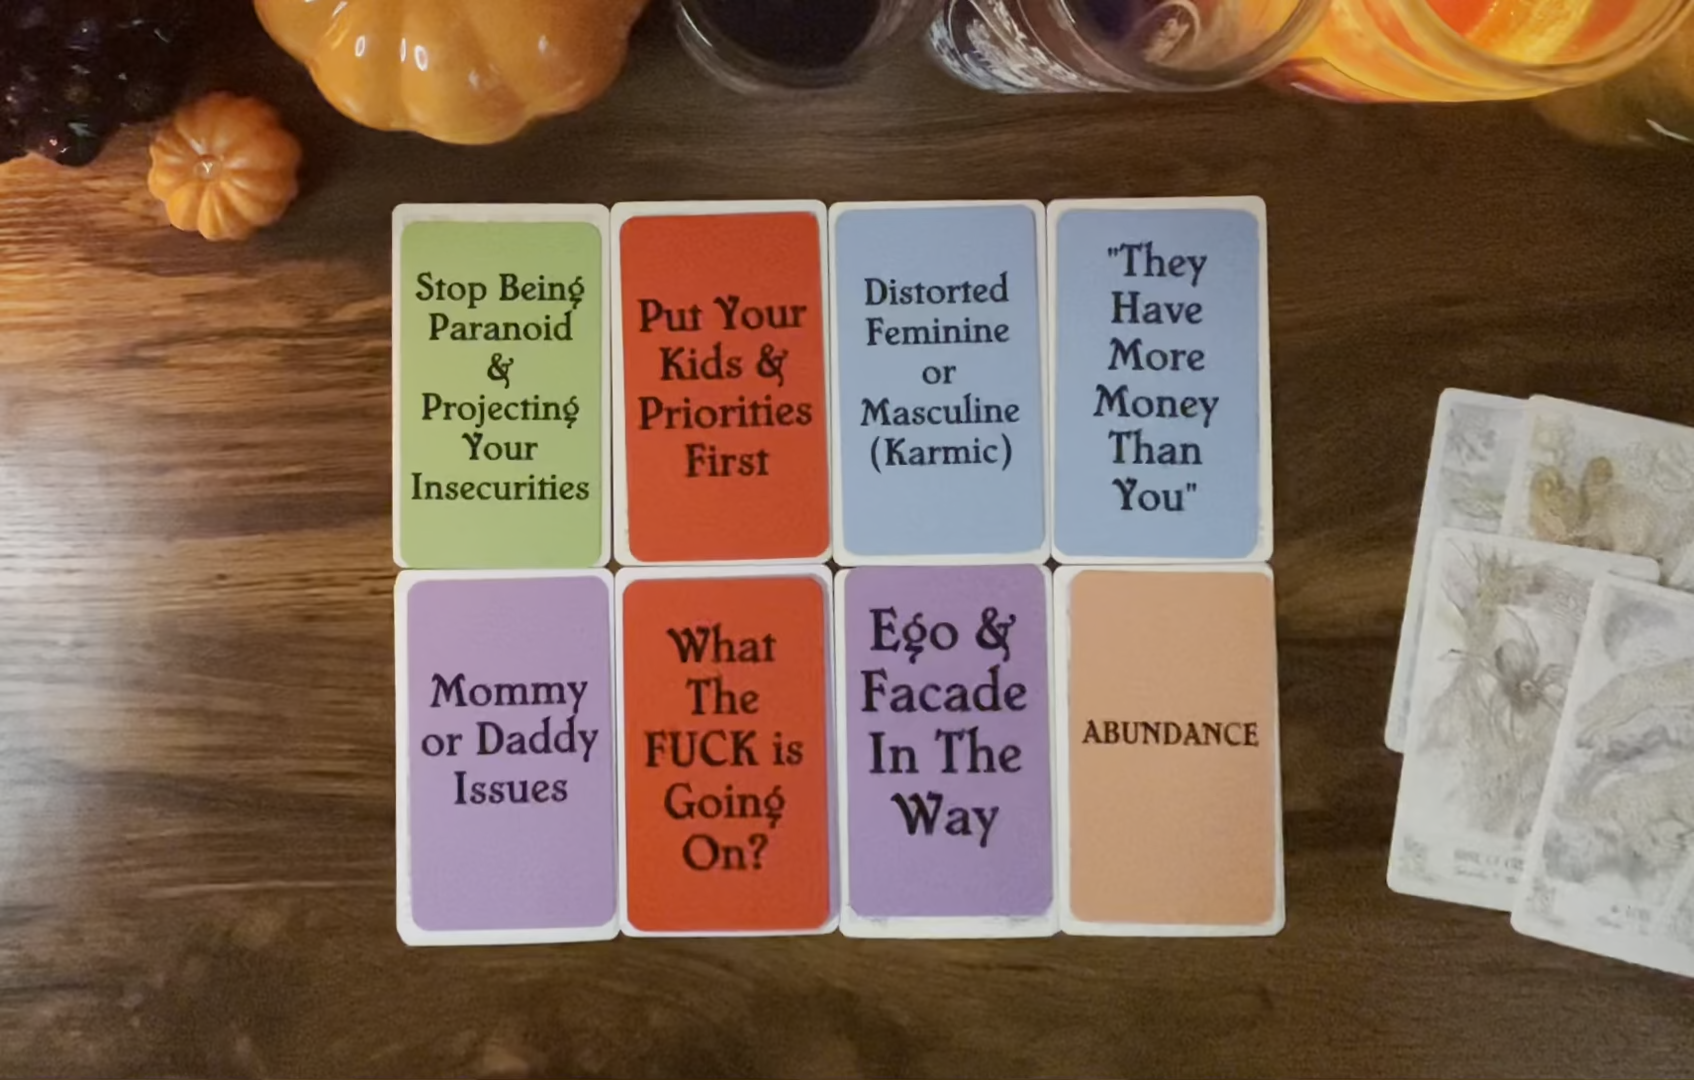 Stop Being
Paranoid
&
Projecting
Your
Insecurities
Put Your
Kids &
Priorities
First
Distorted
Feminine
or
Masculine
(Karmic)
"They
Have
More
Money
Than
You"
Mommy
or Daddy
Issues
What
The
FUCK is
Going
On?
Ego &
Facade
In The
Way
ABUNDANCE